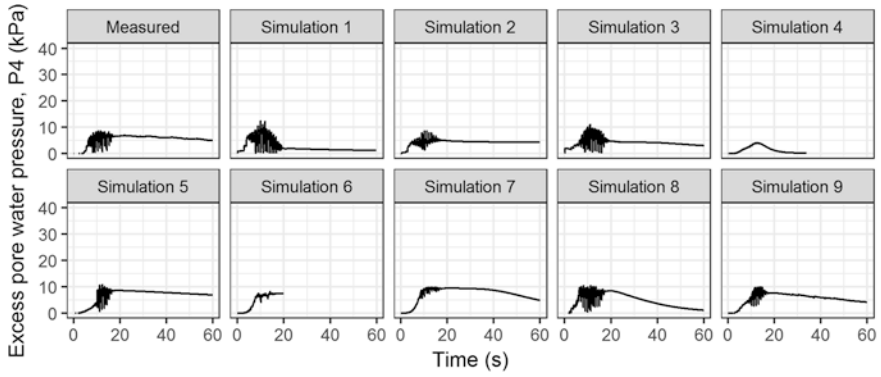 Excess pore water pressure, P4 (kPa)
Measured Simulation 1 Simulation 2 Simulation 3 Simulation 4
40
30
20
10
0
Simulation 5 Simulation 6 Simulation 7 Simulation 8 Simulation 9
40
30
20
10
0
0 20 40 60 0 20 40 60 0 20 40 60 0 20 40 60 0 20 40 60
Time (s)